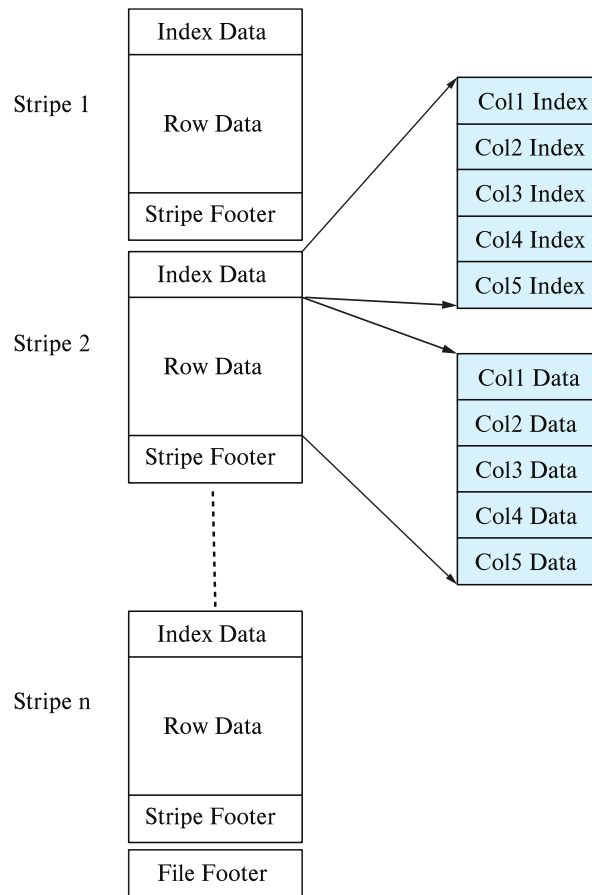 Stripe 1
Index Data
Row Data
Stripe Footer
Stripe 2
Index Data
Row Data
Stripe Footer
Col1 Index
Col2 Index
Col3 Index
Col4 Index
Col5 Index
Col1 Data
Col2 Data
Col3 Data
Col4 Data
Col5 Data
Stripe n
Index Data
Row Data
Stripe Footer
File Footer